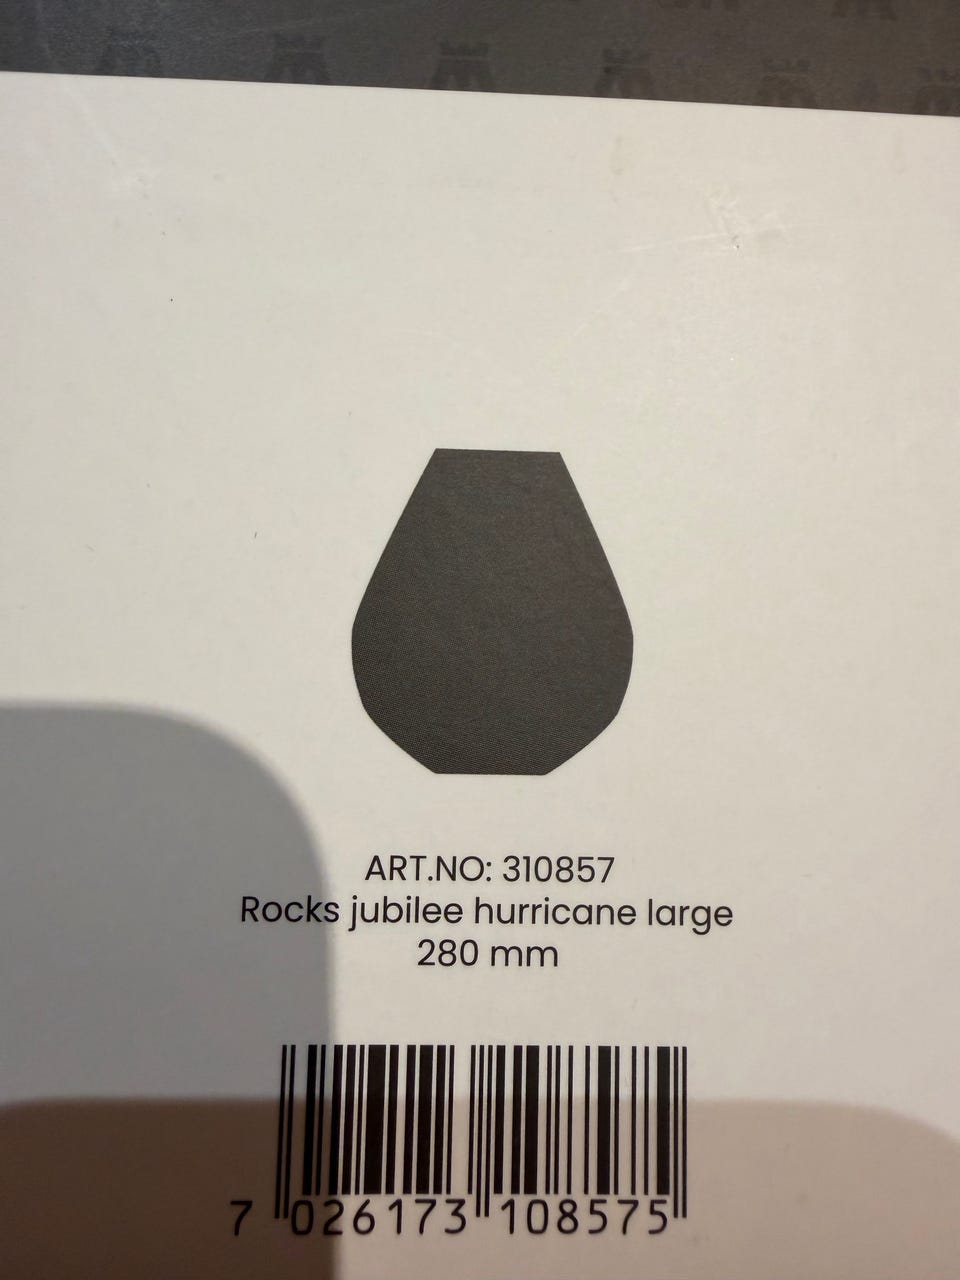 ART.NO: 310857
Rocks jubilee hurricane large
280 mm
7 026173 108575